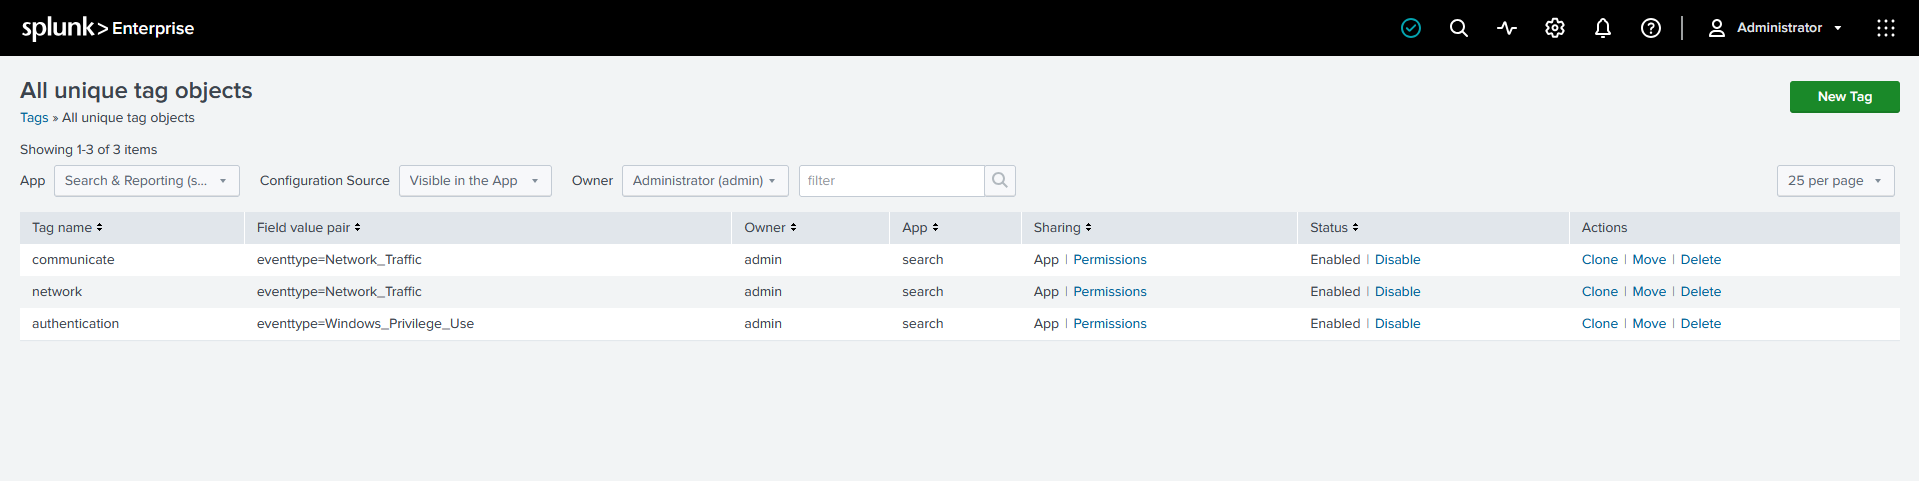 splunk> Enterprise Administrator
All unique tag objects
New Tag
Tags » All unique tag objects
Showing 1-3 of 3 items
App Search & Reporting (s... Configuration Source Visible in the App Owner Administrator (admin) filter 25 per page
Tag name Field value pair Owner App Sharing Status Actions
communicate eventtype=Network_Traffic admin search App | Permissions Enabled | Disable Clone | Move | Delete
network eventtype=Network_Traffic admin search App | Permissions Enabled | Disable Clone | Move | Delete
authentication eventtype=Windows_Privilege_Use admin search App | Permissions Enabled | Disable Clone | Move | Delete